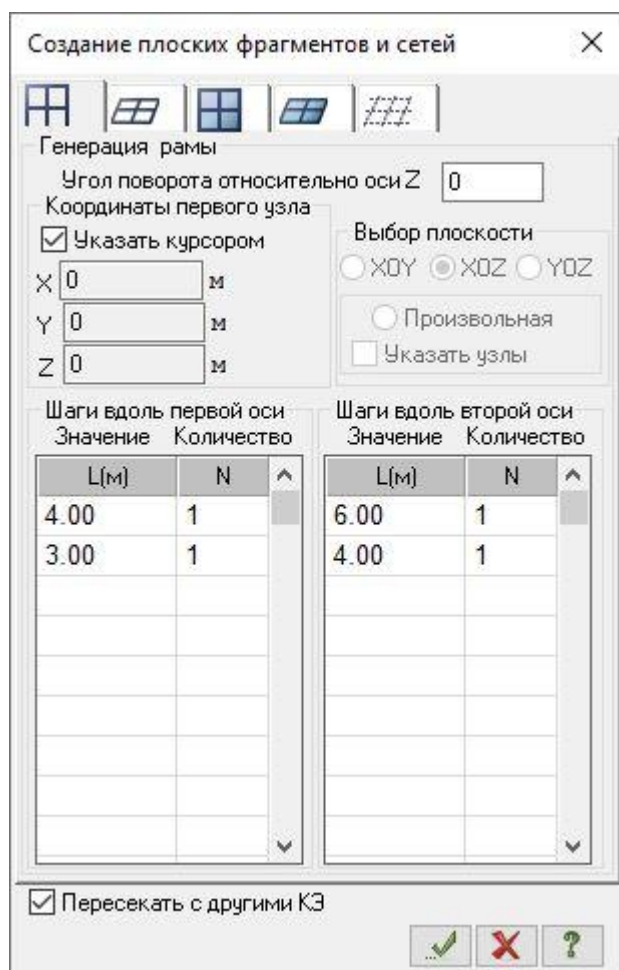 Создание плоских фрагментов и сетей
Генерация рамы
Угол поворота относительно оси Z 0
Координаты первого узла
Указать курсором
X 0 м
Y 0 м
Z 0 м
Выбор плоскости
XOY XOZ YOZ
Произвольная
Указать узлы
Шаги вдоль первой оси
Значение Количество
L(м) N
4.00 1
3.00 1
Шаги вдоль второй оси
Значение Количество
L(м) N
6.00 1
4.00 1
Пересекать с другими КЭ
?